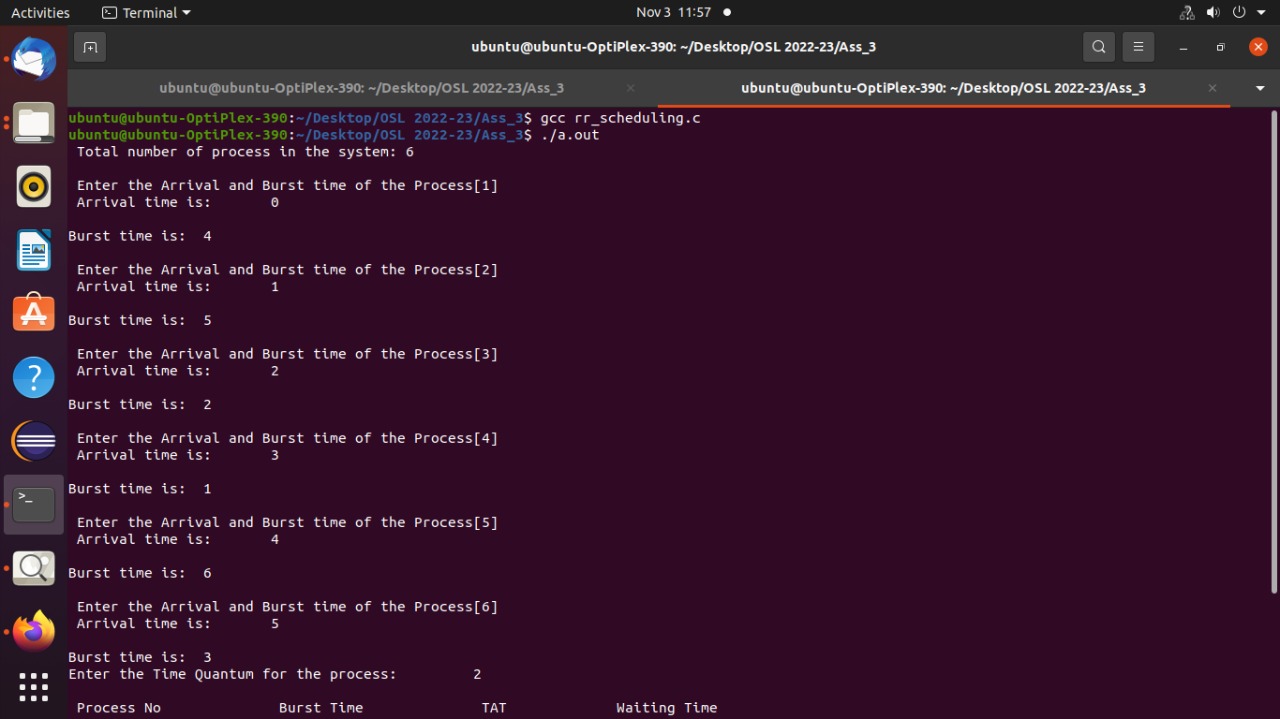 Activities Terminal Nov 3 11:57
ubuntu@ubuntu-OptiPlex-390: ~/Desktop/OSL 2022-23/Ass_3
ubuntu@ubuntu-OptiPlex-390: ~/Desktop/OSL 2022-23/Ass_3 ubuntu@ubuntu-OptiPlex-390: ~/Desktop/OSL 2022-23/Ass_3
ubuntu@ubuntu-OptiPlex-390:~/Desktop/OSL 2022-23/Ass_3$ gcc rr_scheduling.c
ubuntu@ubuntu-OptiPlex-390:~/Desktop/OSL 2022-23/Ass_3$ ./a.out
Total number of process in the system: 6
Enter the Arrival and Burst time of the Process[1]
Arrival time is: 0
Burst time is: 4
Enter the Arrival and Burst time of the Process[2]
Arrival time is: 1
Burst time is: 5
Enter the Arrival and Burst time of the Process[3]
Arrival time is: 2
Burst time is: 2
Enter the Arrival and Burst time of the Process[4]
Arrival time is: 3
Burst time is: 1
Enter the Arrival and Burst time of the Process[5]
Arrival time is: 4
Burst time is: 6
Enter the Arrival and Burst time of the Process[6]
Arrival time is: 5
Burst time is: 3
Enter the Time Quantum for the process: 2
Process No Burst Time TAT Waiting Time